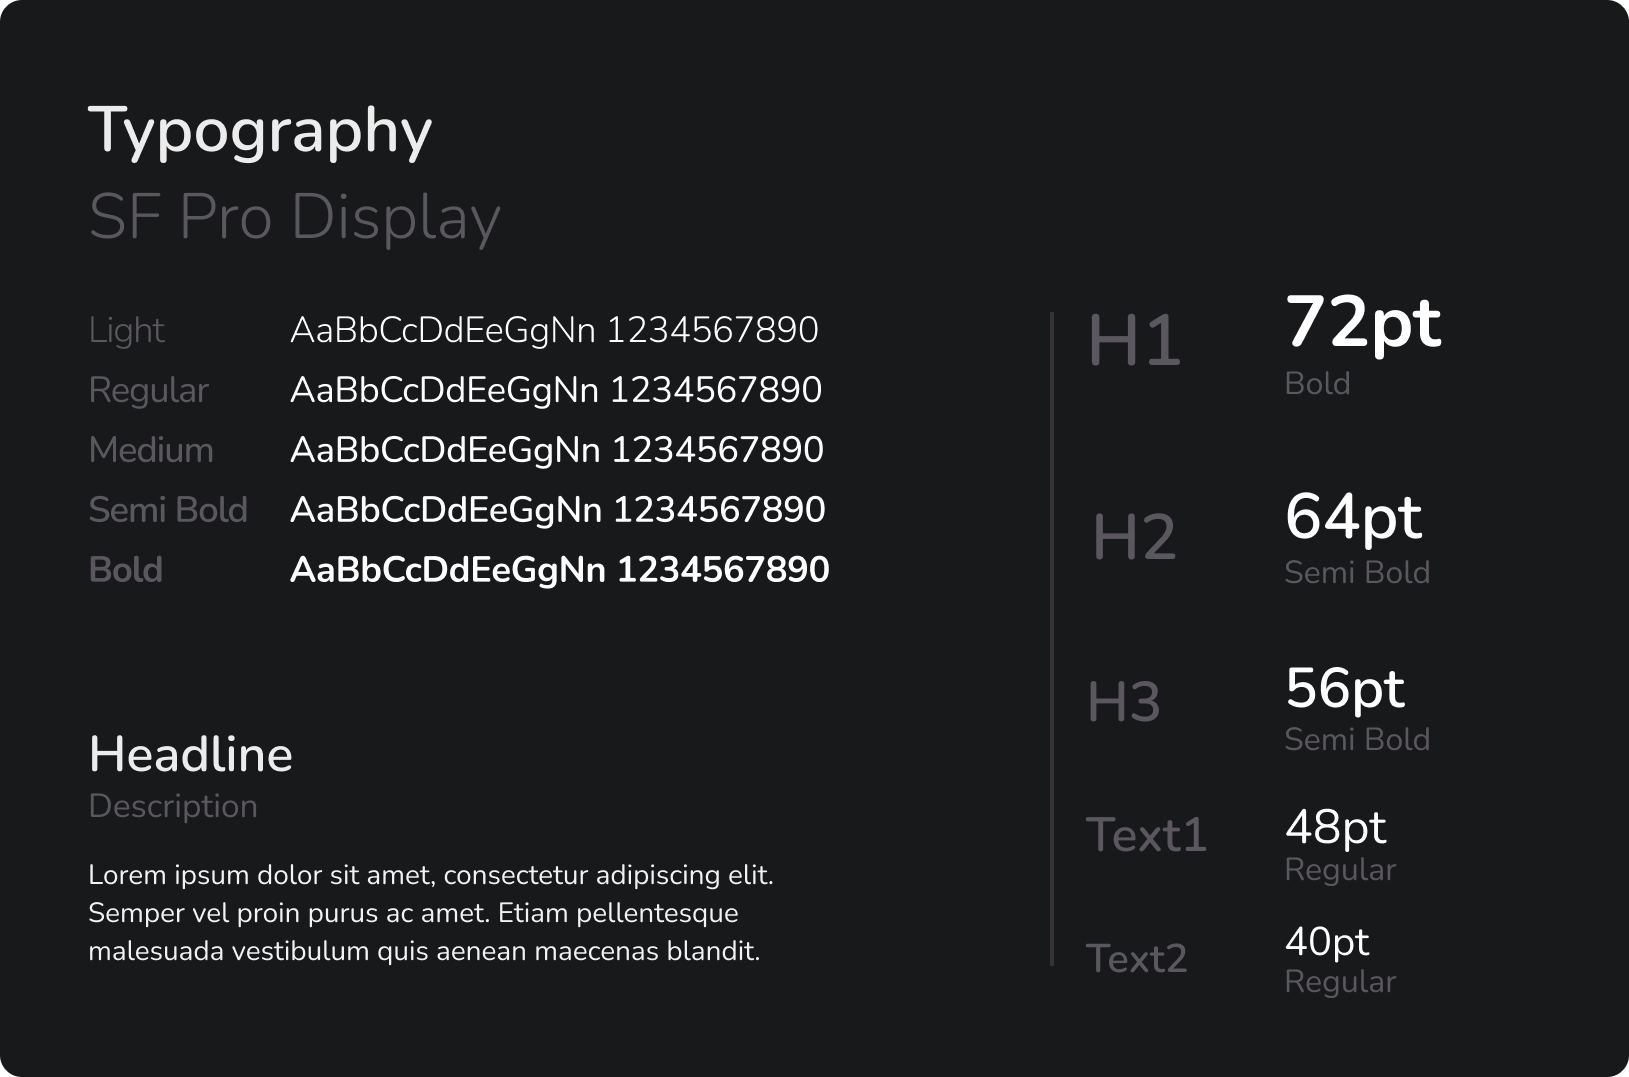 Typography
SF Pro Display
Light AaBbCcDdEeGgNn 1234567890
Regular AaBbCcDdEeGgNn 1234567890
Medium AaBbCcDdEeGgNn 1234567890
Semi Bold AaBbCcDdEeGgNn 1234567890
Bold AaBbCcDdEeGgNn 1234567890
Headline
Description
Lorem ipsum dolor sit amet, consectetur adipiscing elit.
Semper vel proin purus ac amet. Etiam pellentesque
malesuada vestibulum quis aenean maecenas blandit.
H1 72pt
Bold
H2 64pt
Semi Bold
H3 56pt
Semi Bold
Text1 48pt
Regular
Text2 40pt
Regular